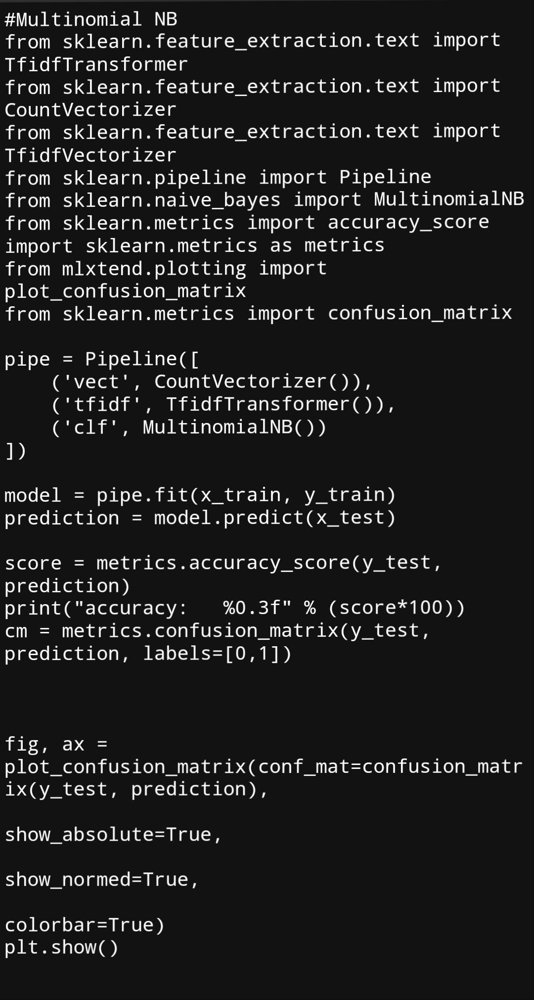 #Multinomial NB
from sklearn.feature_extraction.text import
TfidfTransformer
from sklearn.feature_extraction.text import
CountVectorizer
from sklearn.feature_extraction.text import
TfidfVectorizer
from sklearn.pipeline import Pipeline
from sklearn.naive_bayes import MultinomialNB
from sklearn.metrics import accuracy_score
import sklearn.metrics as metrics
from mlxtend.plotting import
plot_confusion_matrix
from sklearn.metrics import confusion_matrix

pipe = Pipeline([
    ('vect', CountVectorizer()),
    ('tfidf', TfidfTransformer()),
    ('clf', MultinomialNB())
])

model = pipe.fit(x_train, y_train)
prediction = model.predict(x_test)

score = metrics.accuracy_score(y_test,
prediction)
print("accuracy:   %0.3f" % (score*100))
cm = metrics.confusion_matrix(y_test,
prediction, labels=[0,1])

fig, ax =
plot_confusion_matrix(conf_mat=confusion_matr
ix(y_test, prediction),

show_absolute=True,

show_normed=True,

colorbar=True)
plt.show()